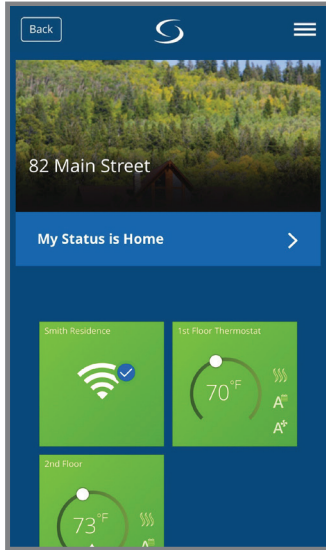 Back
82 Main Street
My Status is Home
Smith Residence
1st Floor Thermostat
70°F
A
A+
2nd Floor
73°F
A